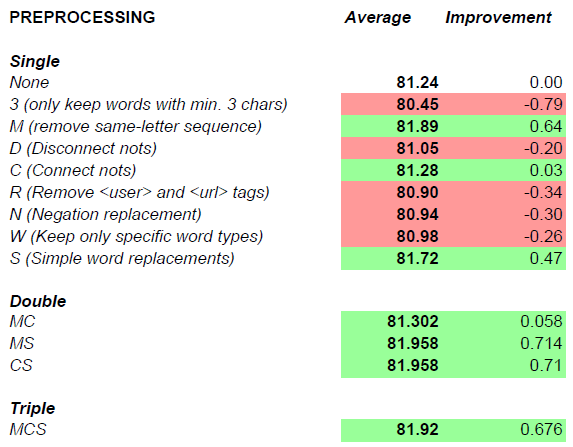 PREPROCESSING Average Improvement
Single
None 81.24 0.00
3 (only keep words with min. 3 chars) 80.45 -0.79
M (remove same-letter sequence) 81.89 0.64
D (Disconnect nots) 81.05 -0.20
C (Connect nots) 81.28 0.03
R (Remove <user> and <url> tags) 80.90 -0.34
N (Negation replacement) 80.94 -0.30
W (Keep only specific word types) 80.98 -0.26
S (Simple word replacements) 81.72 0.47
Double
MC 81.302 0.058
MS 81.958 0.714
CS 81.958 0.71
Triple
MCS 81.92 0.676